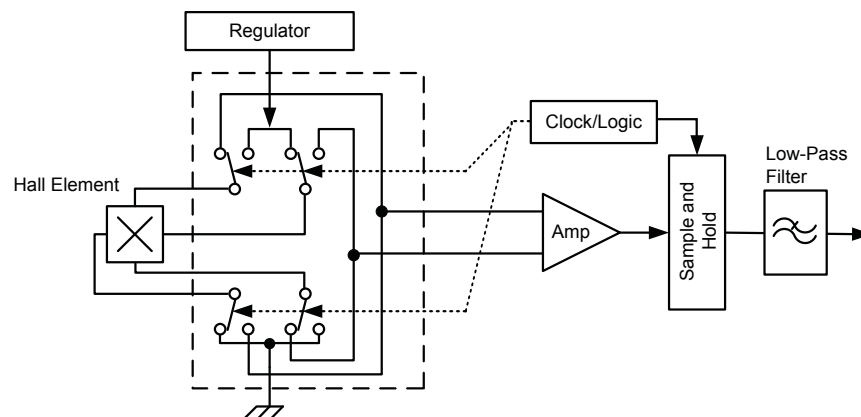 Regulator
Clock/Logic
Low-Pass
Filter
Hall Element
Amp
Sample and
Hold